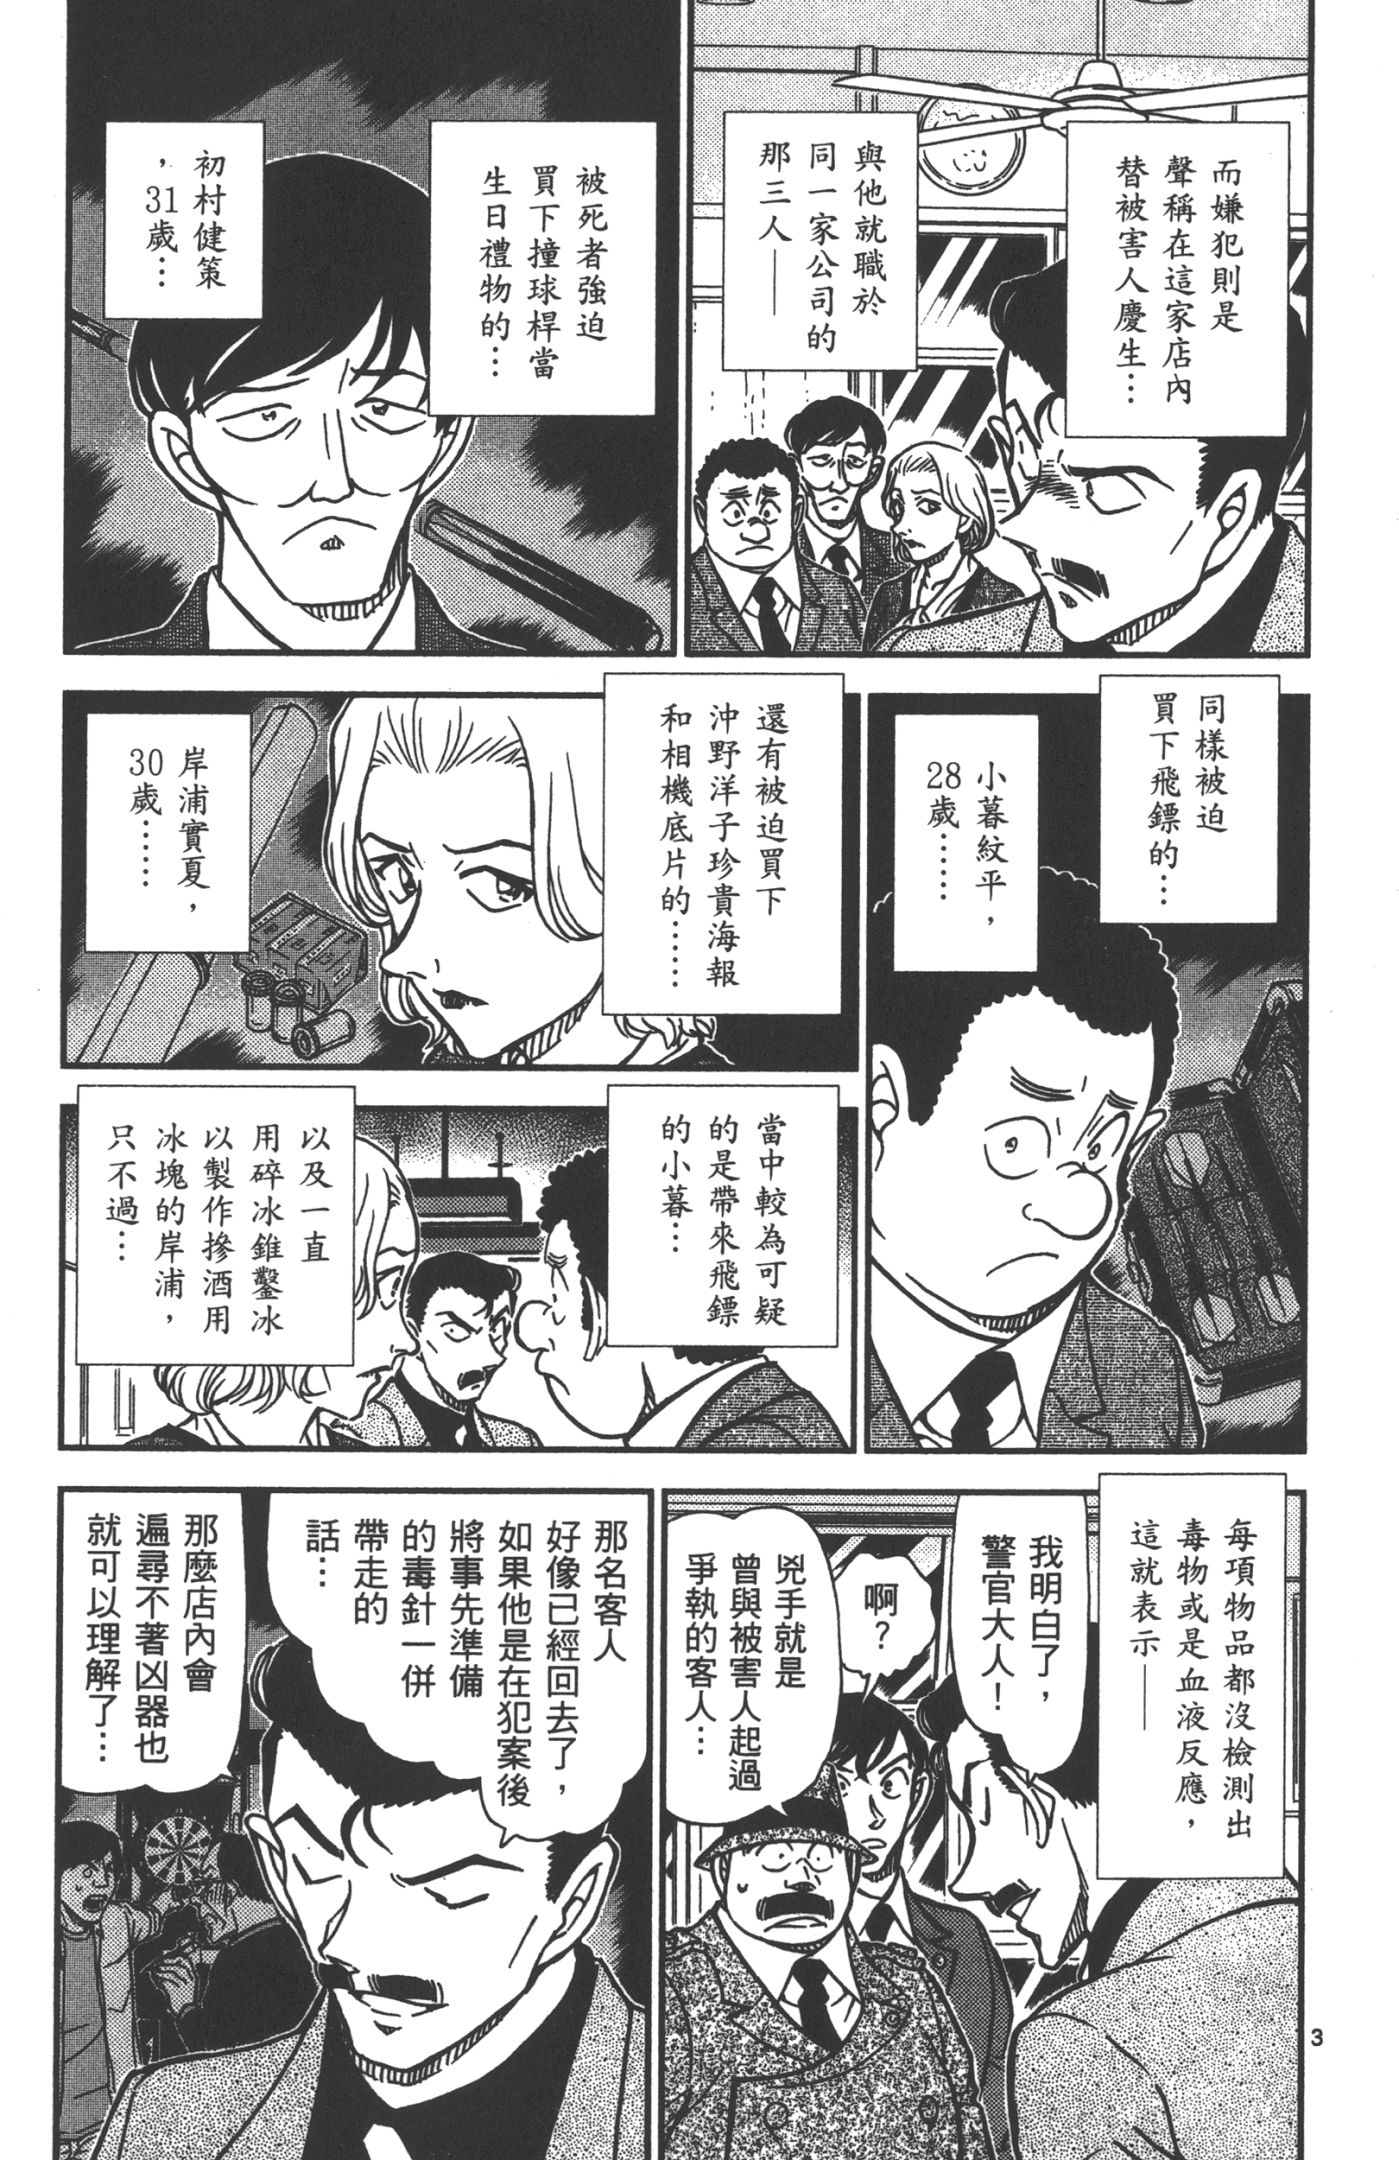 而嫌犯則是
聲稱在這家店內
替被害人慶生…
與他就職於
同一家公司的
那三人——
被死者強迫
買下撞球桿當
生日禮物的…
初村健策
，31歲…
同樣被迫
買下飛鏢的…
小暮紋平，
28歲……
還有被迫買下
沖野洋子珍貴海報
和相機底片的……
岸浦實夏，
30歲……
當中較為可疑
的是帶來飛鏢
的小暮…
以及一直
用碎冰錐鑿冰
以製作摻酒用
冰塊的岸浦，
只不過…
每項物品都沒檢測出
毒物或是血液反應，
這就表示——
我明白了，
警官大人！
啊？
兇手就是
曾與被害人起過
爭執的客人…
那名客人
好像已經回去了，
如果他是在犯案後
將事先準備
的毒針一併
帶走的
話…
那麼店內會
遍尋不著凶器也
就可以理解了…
3